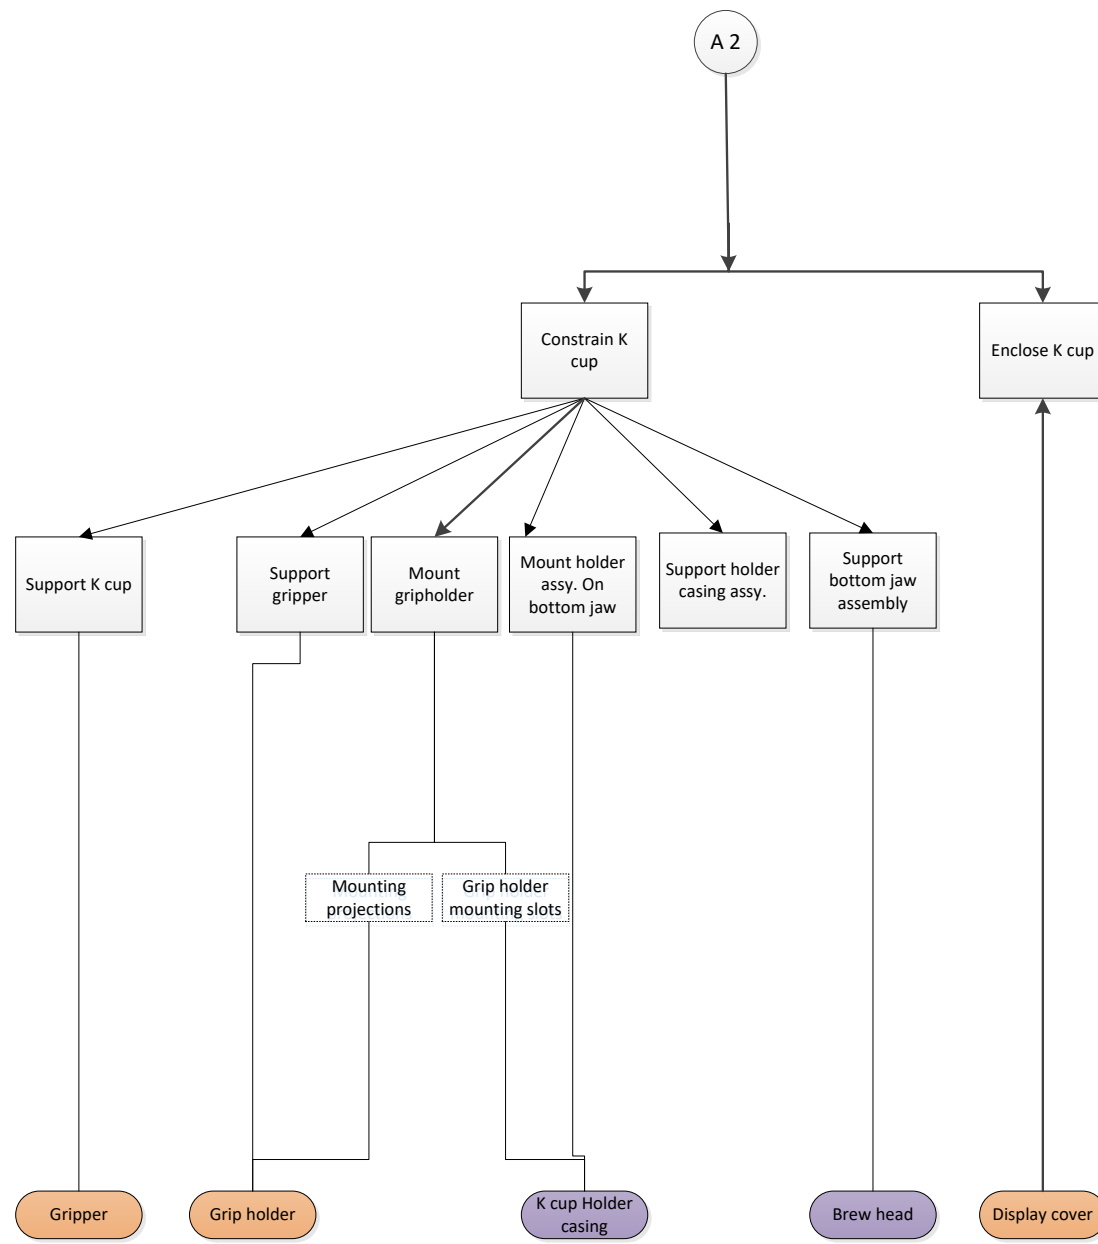 A 2
Constrain K
cup
Enclose K cup
Support K cup
Support
gripper
Mount
gripholder
Mount holder
assy. On
bottom jaw
Support holder
casing assy.
Support
bottom jaw
assembly
Mounting
projections
Grip holder
mounting slots
Gripper
Grip holder
K cup Holder
casing
Brew head
Display cover